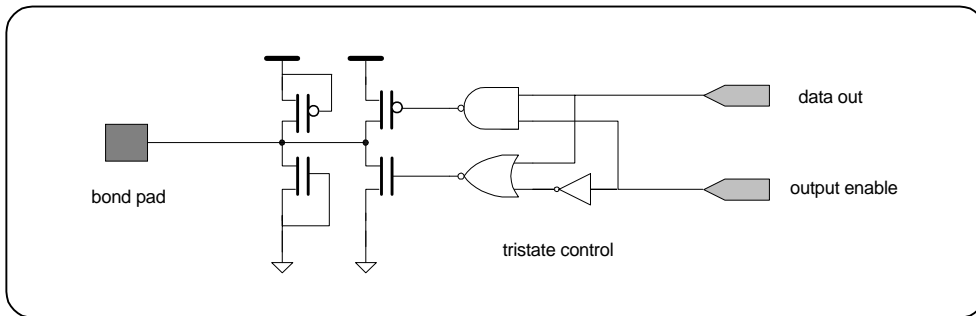 data out
bond pad
output enable
tristate control